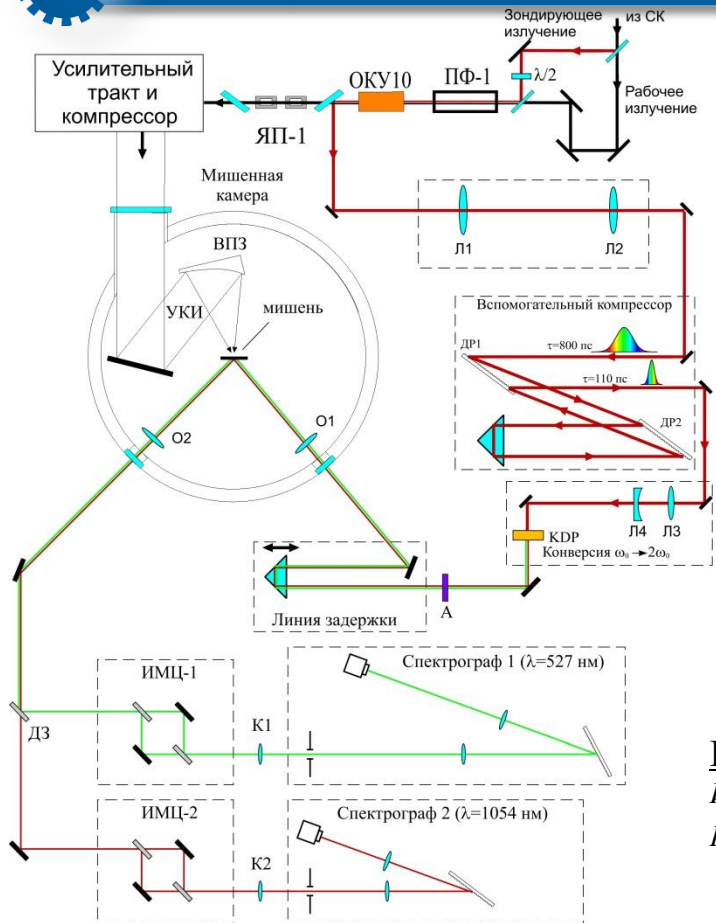 Зондирующее
излучение
из СК
λ/2
Рабочее
излучение
Усилительный
тракт и
компрессор
ЯП-1
ОКУ10
ПФ-1
Мишенная
камера
ВПЗ
УКИ
мишень
Л1
Л2
Вспомогательный компрессор
ДР1
τ=800 пс
τ=110 пс
ДР2
О2
О1
Л4
Л3
KDP
Конверсия ω₀→2ω₀
Линия задержки
А
ИМЦ-1
Спектрограф 1 (λ=527 нм)
К1
ДЗ
ИМЦ-2
Спектрограф 2 (λ=1054 нм)
К2